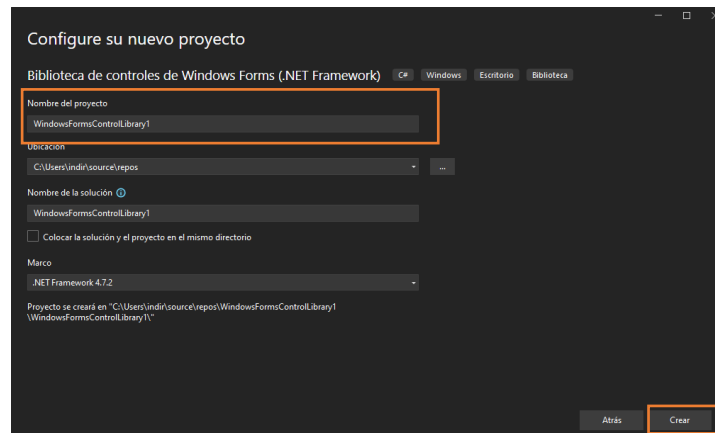 Configure su nuevo proyecto
Biblioteca de controles de Windows Forms (.NET Framework) C# Windows Escritorio Biblioteca
Nombre del proyecto
WindowsFormsControlLibrary1
Ubicación
C:\Users\indir\source\repos ...
Nombre de la solución
WindowsFormsControlLibrary1
Colocar la solución y el proyecto en el mismo directorio
Marco
.NET Framework 4.7.2
Proyecto se creará en "C:\Users\indir\source\repos\WindowsFormsControlLibrary1
\WindowsFormsControlLibrary1\"
Atrás Crear